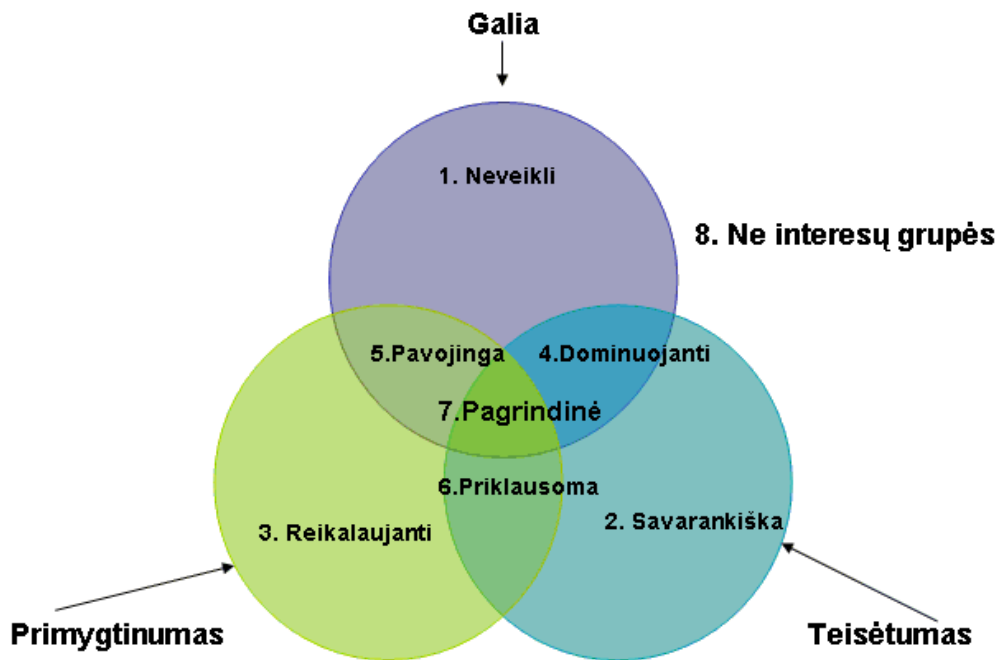 Galia
1. Neveikli
8. Ne interesų grupės
5.Pavojinga
4.Dominuojanti
7.Pagrindinė
6.Priklausoma
2. Savarankiška
3. Reikalaujanti
Primygtinumas
Teisėtumas